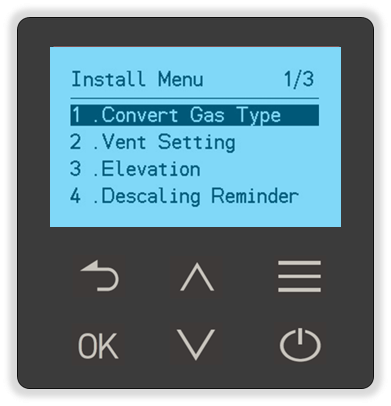 Install Menu 1/3
1 .Convert Gas Type
2 .Vent Setting
3 .Elevation
4 .Descaling Reminder
OK